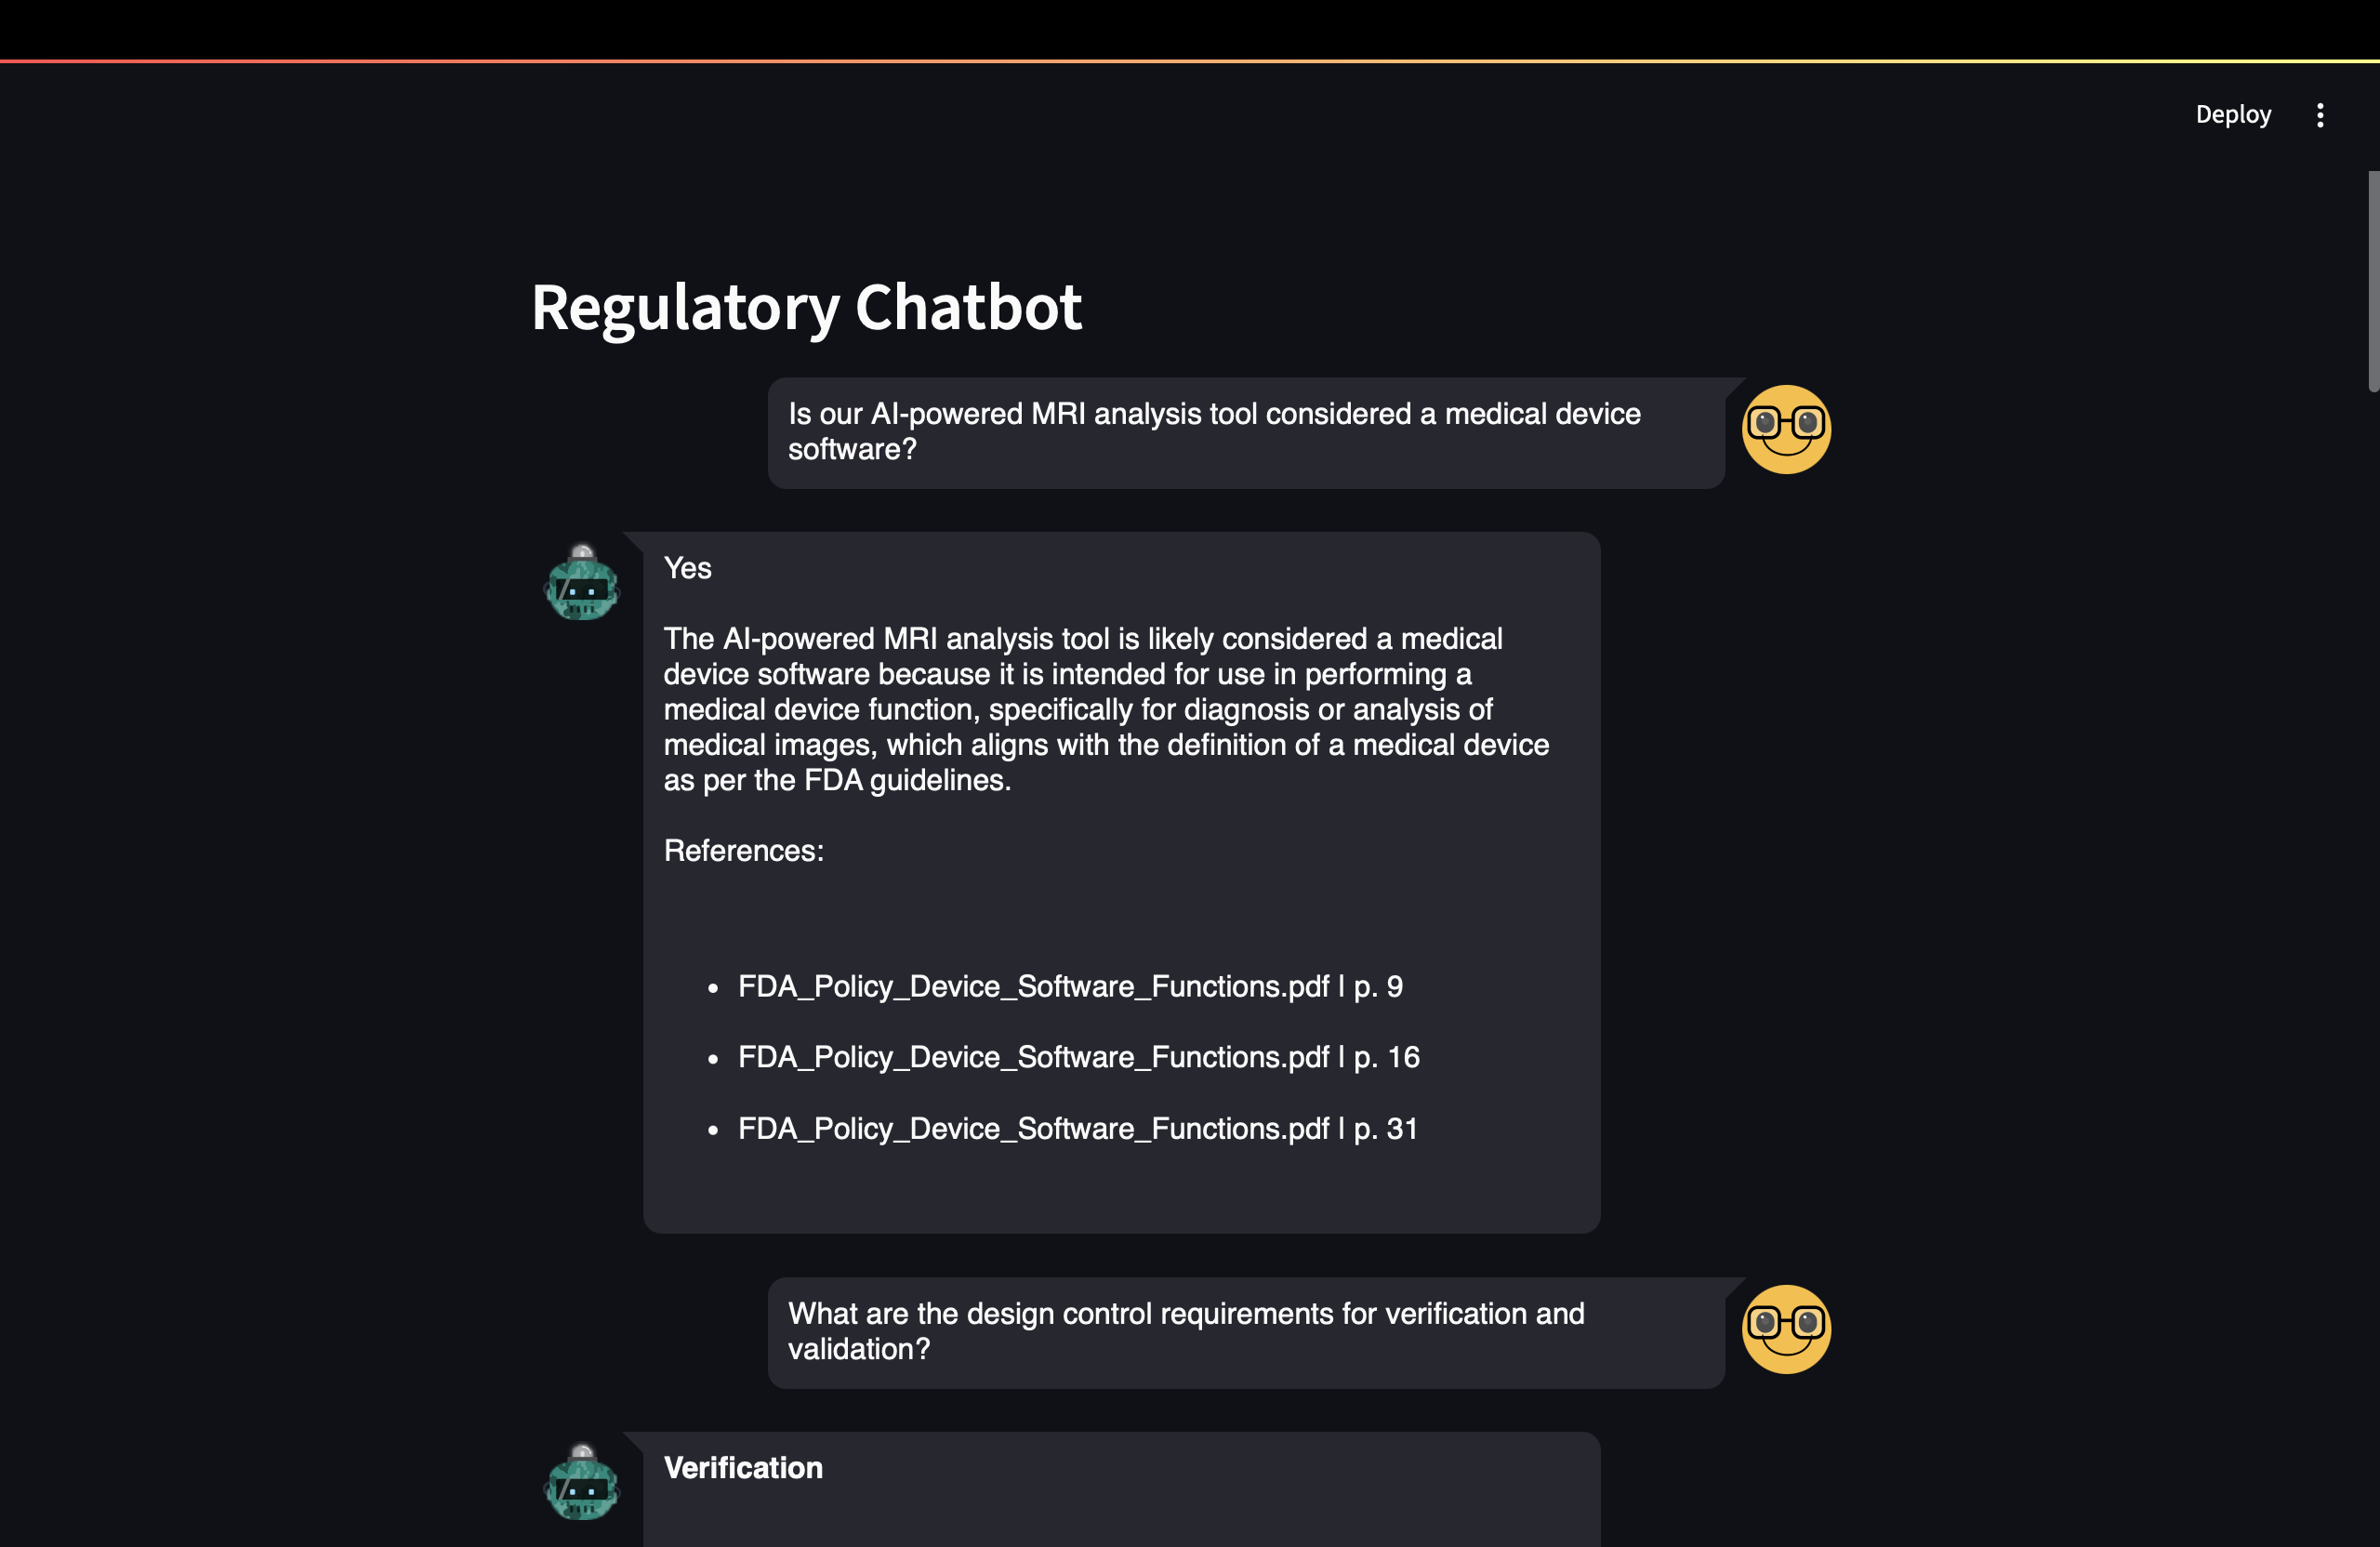 Deploy
Regulatory Chatbot
Is our AI-powered MRI analysis tool considered a medical device
software?
Yes
The AI-powered MRI analysis tool is likely considered a medical
device software because it is intended for use in performing a
medical device function, specifically for diagnosis or analysis of
medical images, which aligns with the definition of a medical device
as per the FDA guidelines.
References:
• FDA_Policy_Device_Software_Functions.pdf | p. 9
• FDA_Policy_Device_Software_Functions.pdf | p. 16
• FDA_Policy_Device_Software_Functions.pdf | p. 31
What are the design control requirements for verification and
validation?
Verification